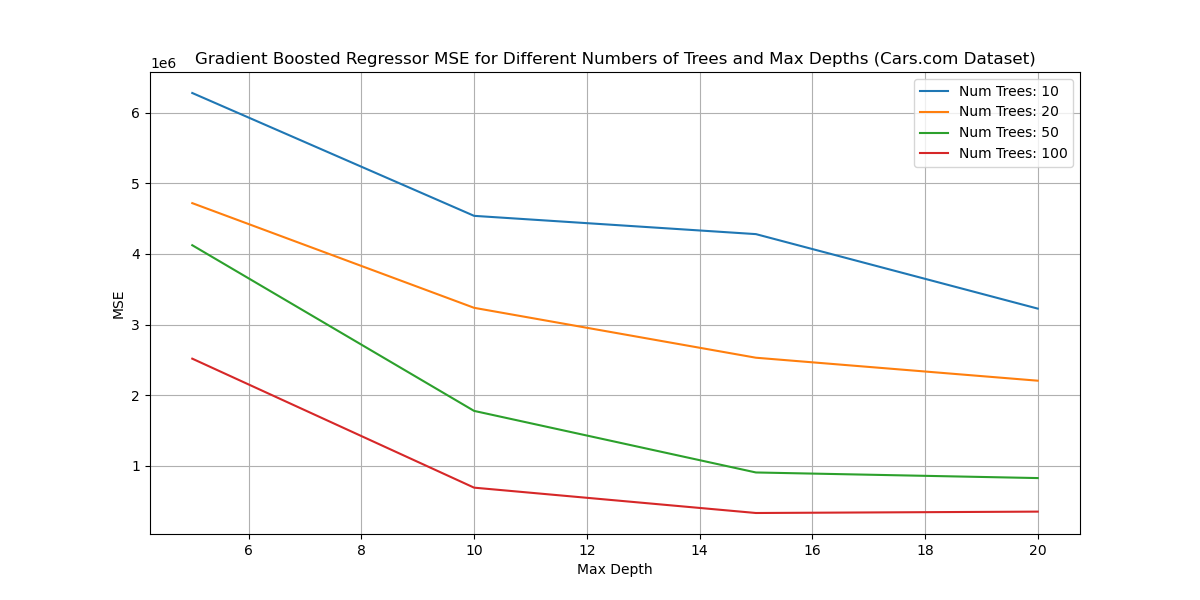 Gradient Boosted Regressor MSE for Different Numbers of Trees and Max Depths (Cars.com Dataset)
1e6
Num Trees: 10
Num Trees: 20
Num Trees: 50
Num Trees: 100
6
5
4
3
2
1
MSE
6 8 10 12 14 16 18 20
Max Depth